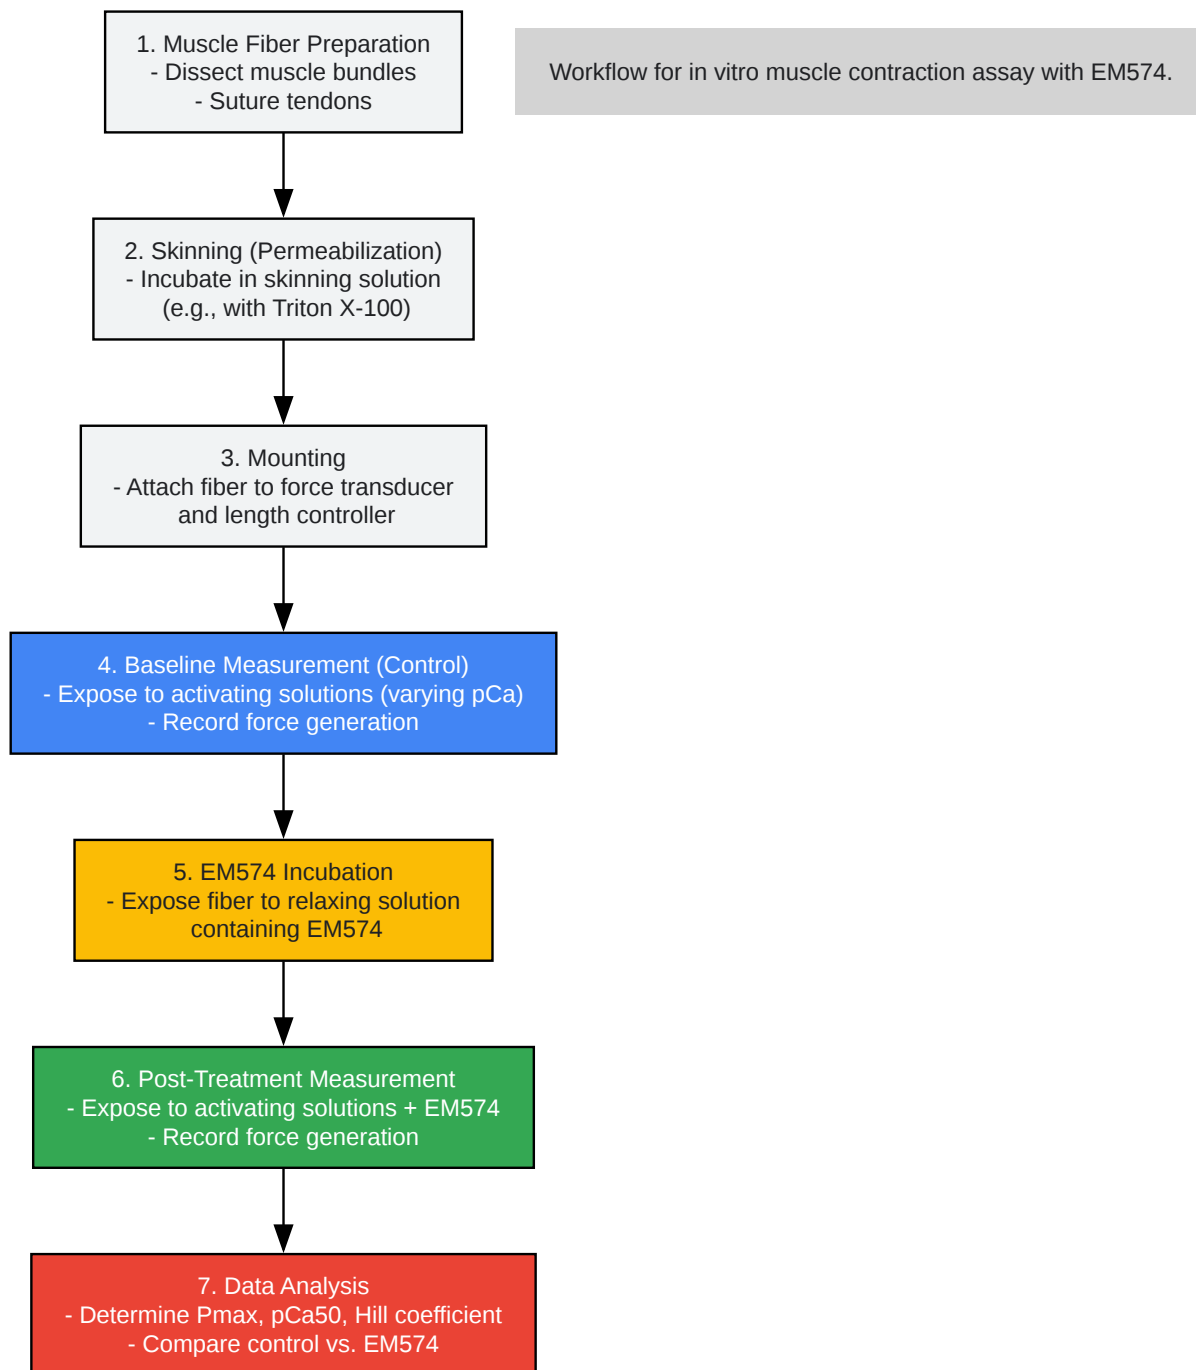 1. Muscle Fiber Preparation
- Dissect muscle bundles
- Suture tendons
Workflow for in vitro muscle contraction assay with EM574.
2. Skinning (Permeabilization)
- Incubate in skinning solution
(e.g., with Triton X-100)
3. Mounting
- Attach fiber to force transducer
and length controller
4. Baseline Measurement (Control)
- Expose to activating solutions (varying pCa)
- Record force generation
5. EM574 Incubation
- Expose fiber to relaxing solution
containing EM574
6. Post-Treatment Measurement
- Expose to activating solutions + EM574
- Record force generation
7. Data Analysis
- Determine Pmax, pCa50, Hill coefficient
- Compare control vs. EM574